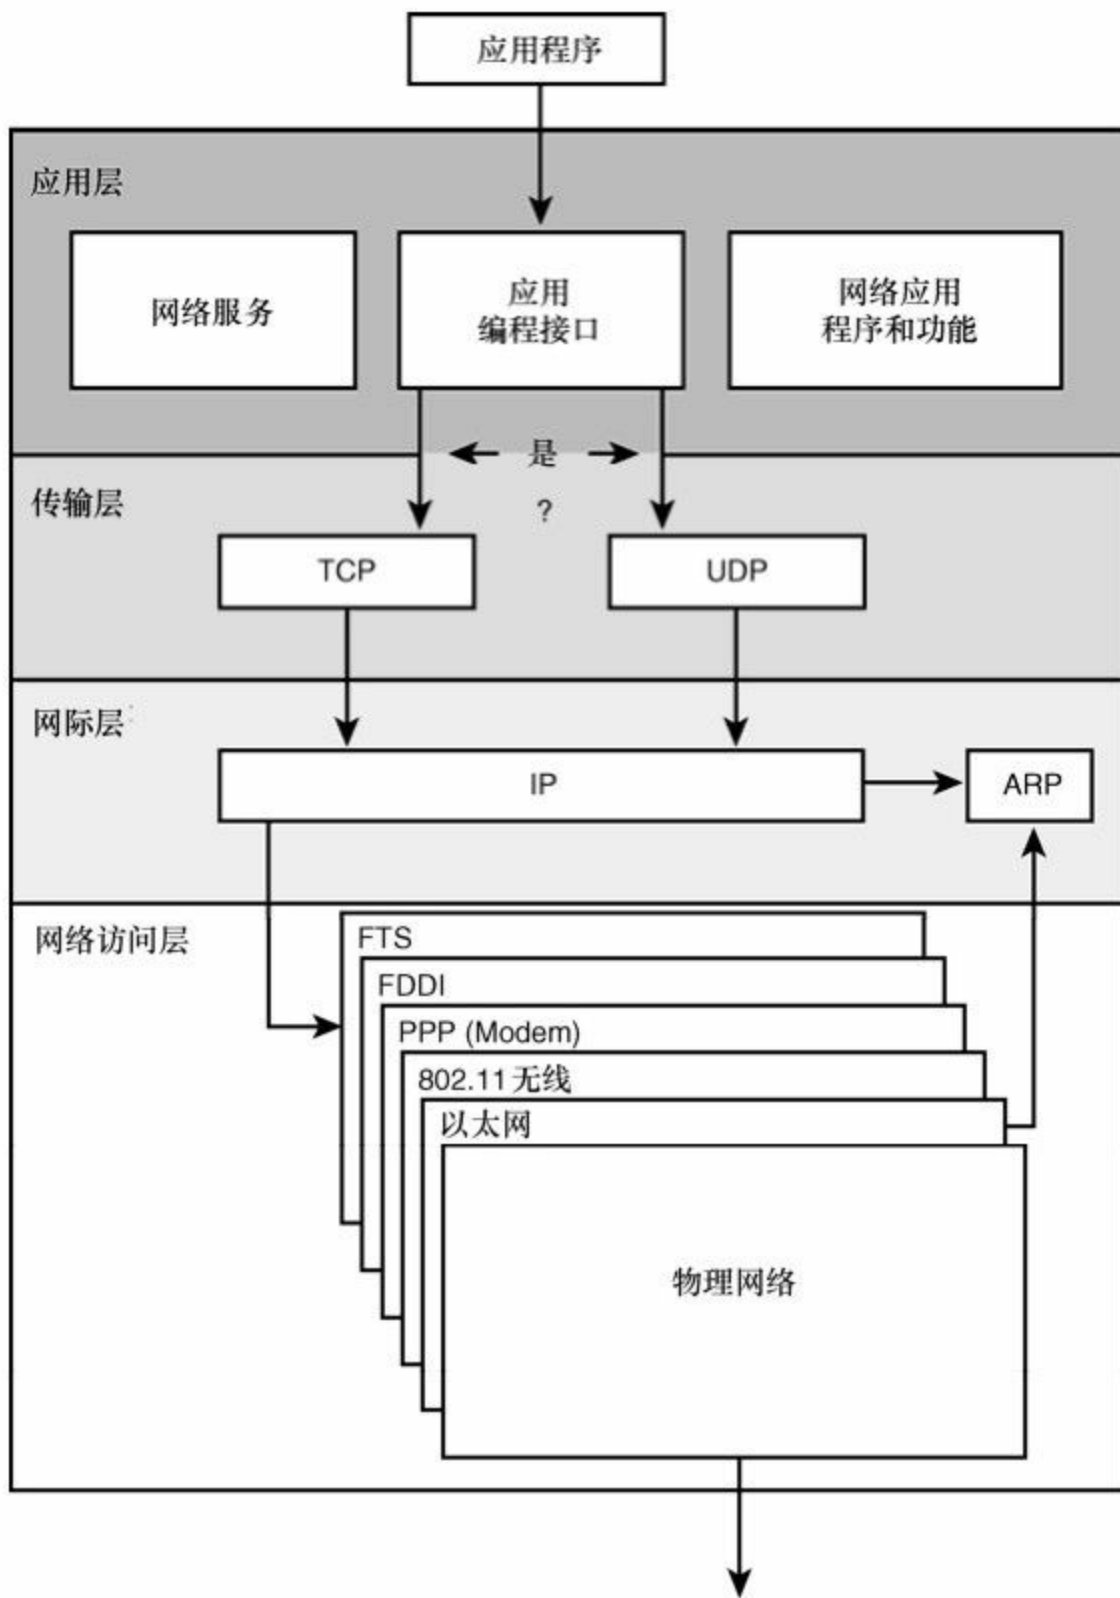 应用程序
应用层
网络服务
应用
编程接口
网络应用
程序和功能
是
?
传输层
TCP
UDP
网际层
IP
ARP
网络访问层
FTS
FDDI
PPP (Modem)
802.11 无线
以太网
物理网络